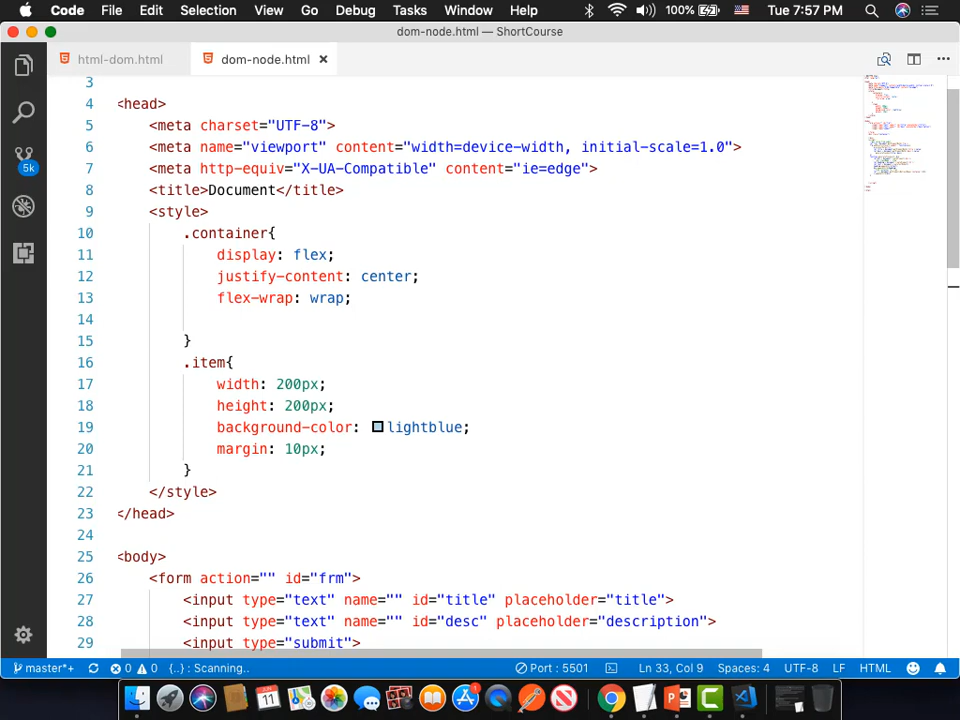 Code File Edit Selection View Go Debug Tasks Window Help 100% Tue 7:57 PM
dom-node.html — ShortCourse
html-dom.html dom-node.html
3
4 <head>
5 <meta charset="UTF-8">
6 <meta name="viewport" content="width=device-width, initial-scale=1.0">
7 <meta http-equiv="X-UA-Compatible" content="ie=edge">
8 <title>Document</title>
9 <style>
10 .container{
11 display: flex;
12 justify-content: center;
13 flex-wrap: wrap;
14
15 }
16 .item{
17 width: 200px;
18 height: 200px;
19 background-color: lightblue;
20 margin: 10px;
21 }
22 </style>
23 </head>
24
25 <body>
26 <form action="" id="frm">
27 <input type="text" name="" id="title" placeholder="title">
28 <input type="text" name="" id="desc" placeholder="description">
29 <input type="submit">
5k
master*+ 0 0 {..} : Scanning.. Port : 5501 Ln 33, Col 9 Spaces: 4 UTF-8 LF HTML
11
1